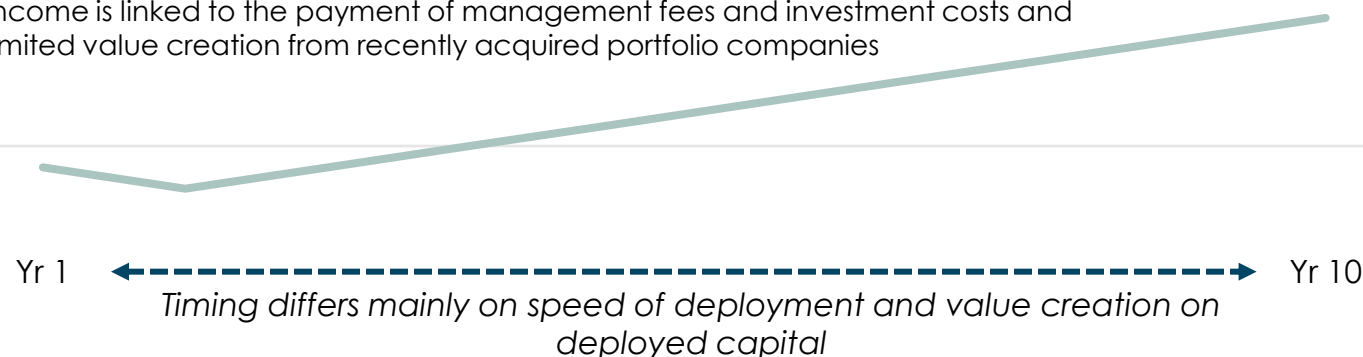 ncome is linked to the payment of management fees and investment costs and
mited value creation from recently acquired portfolio companies
Yr 1
Yr 10
Timing differs mainly on speed of deployment and value creation on
deployed capital